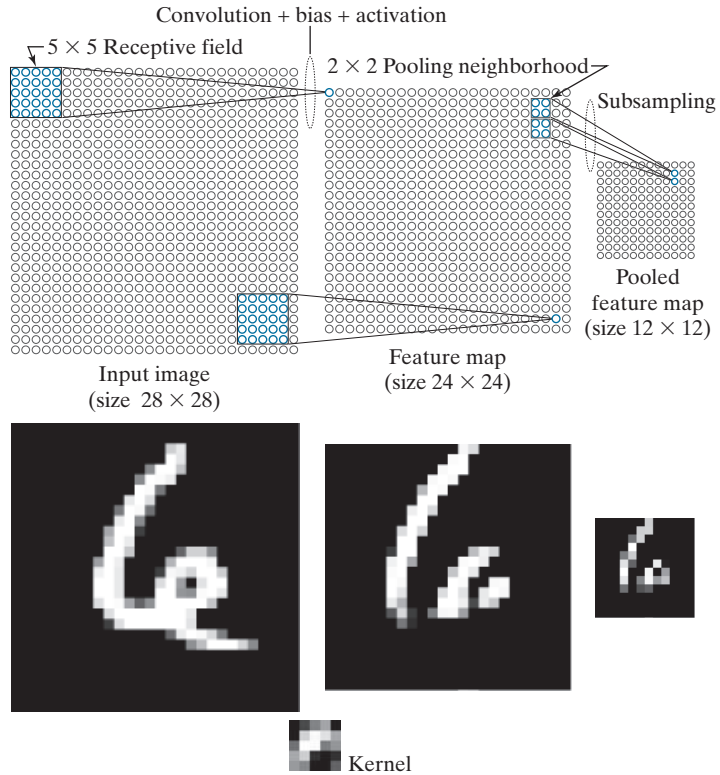 Convolution + bias + activation
5 × 5 Receptive field
2 × 2 Pooling neighborhood
Subsampling
Pooled
feature map
(size 12 × 12)
Input image
(size 28 × 28)
Feature map
(size 24 × 24)
Kernel